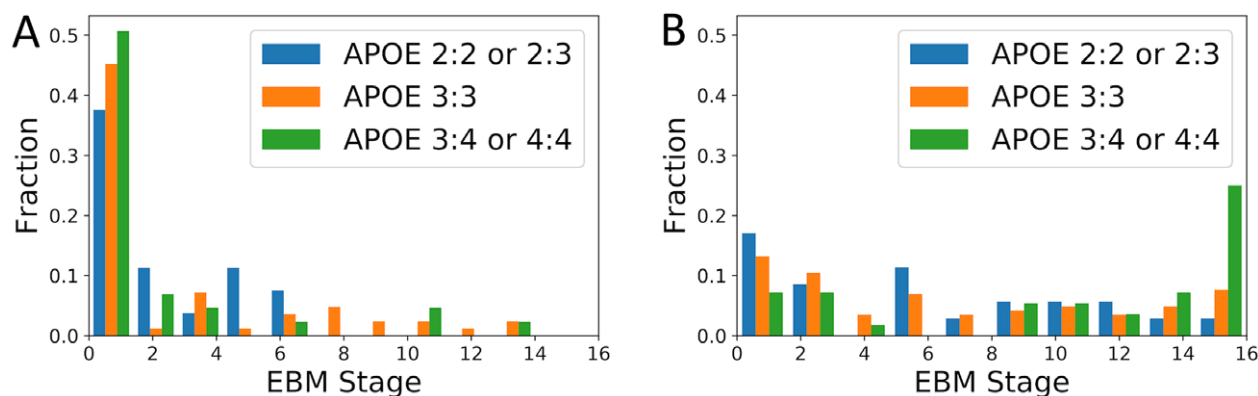 A
0.5
0.4
0.3
0.2
0.1
0.0
Fraction
APOE 2:2 or 2:3
APOE 3:3
APOE 3:4 or 4:4
0 2 4 6 8 10 12 14 16
EBM Stage
B
0.5
0.4
0.3
0.2
0.1
0.0
Fraction
APOE 2:2 or 2:3
APOE 3:3
APOE 3:4 or 4:4
0 2 4 6 8 10 12 14 16
EBM Stage